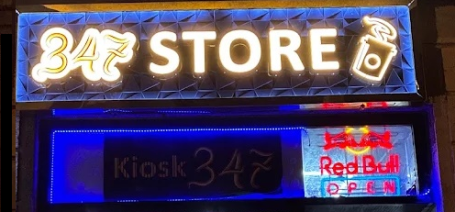 347 STORE
Kiosk 347
Red Bull
OPEN